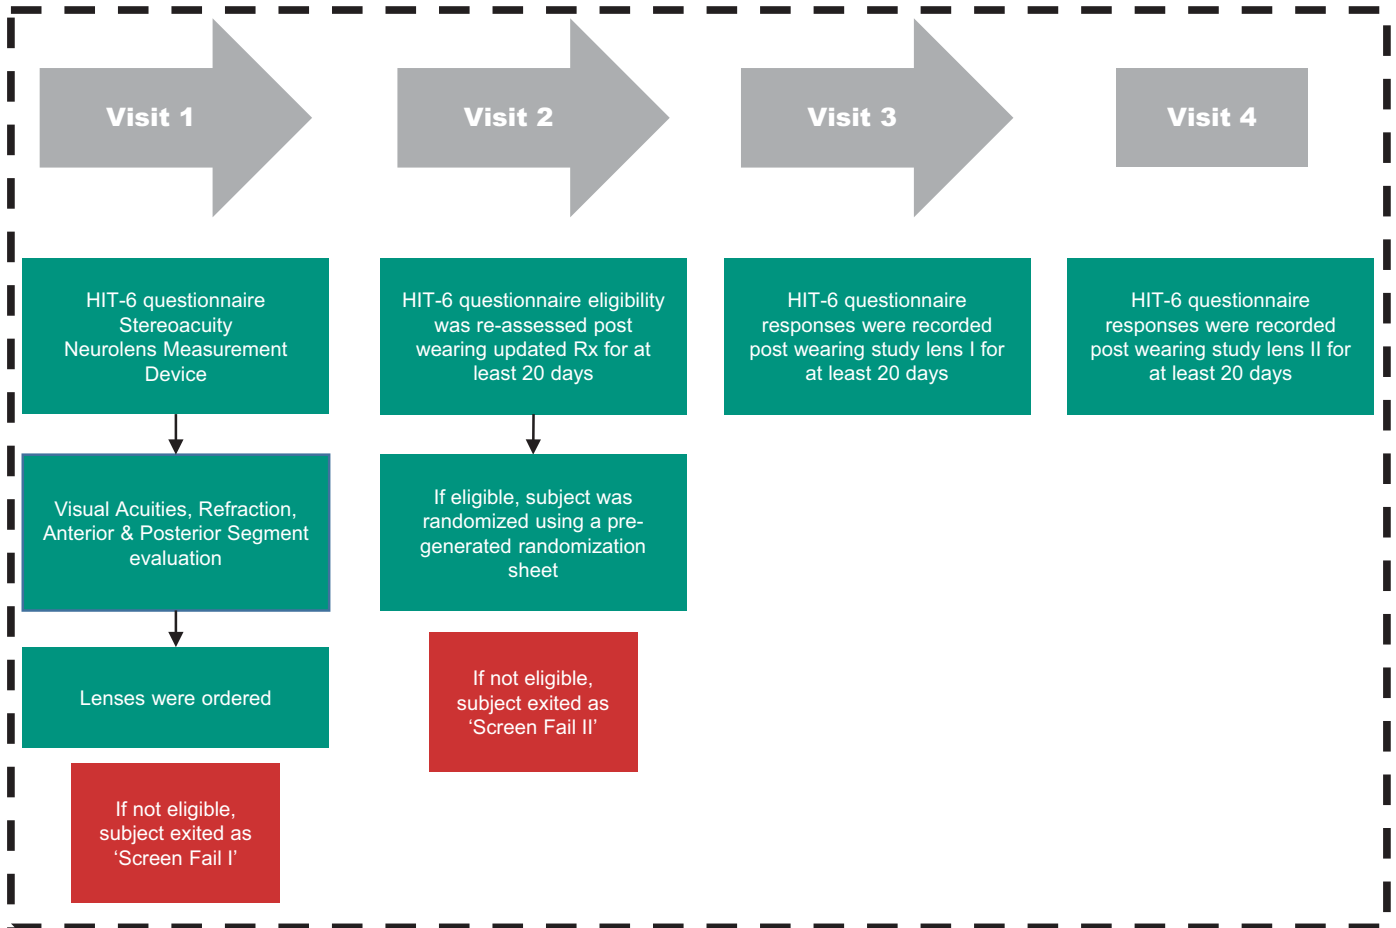 Visit 1
Visit 2
Visit 3
Visit 4
HIT-6 questionnaire
Stereoacuity
Neurolens Measurement
Device
HIT-6 questionnaire eligibility
was re-assessed post
wearing updated Rx for at
least 20 days
HIT-6 questionnaire
responses were recorded
post wearing study lens I for
at least 20 days
HIT-6 questionnaire
responses were recorded
post wearing study lens II for
at least 20 days
Visual Acuities, Refraction,
Anterior & Posterior Segment
evaluation
If eligible, subject was
randomized using a pre-
generated randomization
sheet
Lenses were ordered
If not eligible,
subject exited as
‘Screen Fail II’
If not eligible,
subject exited as
‘Screen Fail I’